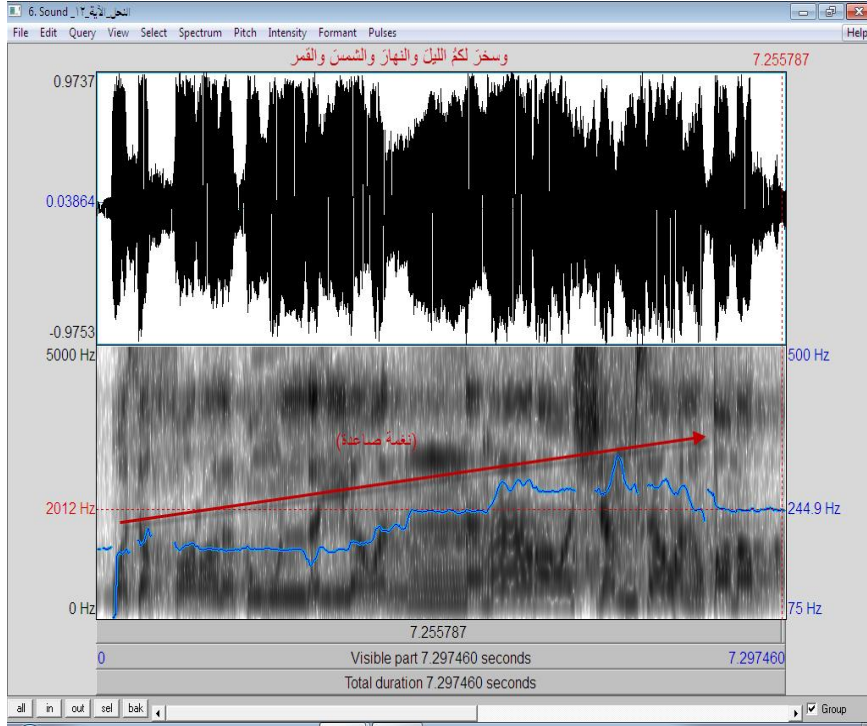 6. Sound _النحل_الآية_١٢
File Edit Query View Select Spectrum Pitch Intensity Formant Pulses Help
وسخرَ لكمُ الليلَ والنهارَ والشمسَ والقمر
7.255787
0.9737
0.03864
-0.9753
5000 Hz
500 Hz
(نغمة صاعدة)
2012 Hz
244.9 Hz
0 Hz
75 Hz
7.255787
0 Visible part 7.297460 seconds 7.297460
Total duration 7.297460 seconds
all in out sel bak Group